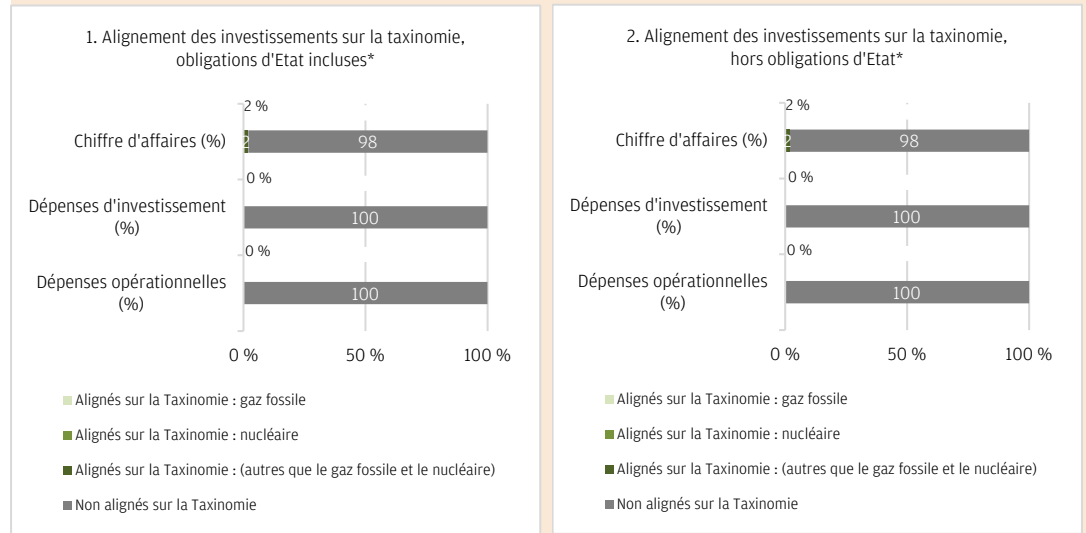 1. Alignement des investissements sur la taxinomie,
obligations d'Etat incluses*
2 %
Chiffre d'affaires (%)
2
98
0 %
Dépenses d'investissement
(%)
100
0 %
Dépenses opérationnelles
(%)
100
0 %
50 %
100 %
Alignés sur la Taxinomie : gaz fossile
Alignés sur la Taxinomie : nucléaire
Alignés sur la Taxinomie : (autres que le gaz fossile et le nucléaire)
Non alignés sur la Taxinomie
2. Alignement des investissements sur la taxinomie,
hors obligations d'Etat*
2 %
Chiffre d'affaires (%)
2
98
0 %
Dépenses d'investissement
(%)
100
0 %
Dépenses opérationnelles
(%)
100
0 %
50 %
100 %
Alignés sur la Taxinomie : gaz fossile
Alignés sur la Taxinomie : nucléaire
Alignés sur la Taxinomie : (autres que le gaz fossile et le nucléaire)
Non alignés sur la Taxinomie